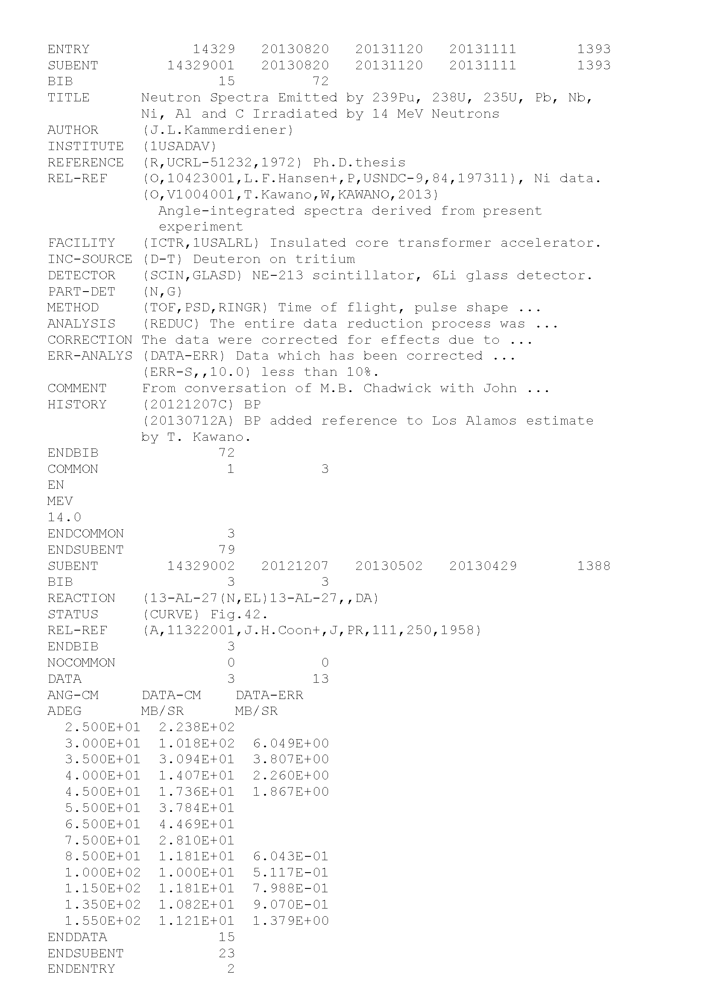 ENTRY            14329   20130820   20131120   20131111       1393
SUBENT        14329001   20130820   20131120   20131111       1393
BIB                 15         72
TITLE      Neutron Spectra Emitted by 239Pu, 238U, 235U, Pb, Nb,
           Ni, Al and C Irradiated by 14 MeV Neutrons
AUTHOR     (J.L.Kammerdiener)
INSTITUTE  (1USADAV)
REFERENCE  (R,UCRL-51232,1972) Ph.D.thesis
REL-REF    (O,10423001,L.F.Hansen+,P,USNDC-9,84,197311), Ni data.
           (O,V1004001,T.Kawano,W,KAWANO,2013)
             Angle-integrated spectra derived from present
             experiment
FACILITY   (ICTR,1USALRL) Insulated core transformer accelerator.
INC-SOURCE (D-T) Deuteron on tritium
DETECTOR   (SCIN,GLASD) NE-213 scintillator, 6Li glass detector.
PART-DET   (N,G)
METHOD     (TOF,PSD,RINGR) Time of flight, pulse shape ...
ANALYSIS   (REDUC) The entire data reduction process was ...
CORRECTION The data were corrected for effects due to ...
ERR-ANALYS (DATA-ERR) Data which has been corrected ...
           (ERR-S,,10.0) less than 10%.
COMMENT    From conversation of M.B. Chadwick with John ...
HISTORY    (20121207C) BP
           (20130712A) BP added reference to Los Alamos estimate
           by T. Kawano.
ENDBIB              72
COMMON               1          3
EN
MEV
14.0
ENDCOMMON            3
ENDSUBENT           79
SUBENT        14329002   20121207   20130502   20130429       1388
BIB                  3          3
REACTION   (13-AL-27(N,EL)13-AL-27,,DA)
STATUS     (CURVE) Fig.42.
REL-REF    (A,11322001,J.H.Coon+,J,PR,111,250,1958)
ENDBIB               3
NOCOMMON             0          0
DATA                 3         13
ANG-CM     DATA-CM    DATA-ERR
ADEG       MB/SR      MB/SR
  2.500E+01  2.238E+02
  3.000E+01  1.018E+02  6.049E+00
  3.500E+01  3.094E+01  3.807E+00
  4.000E+01  1.407E+01  2.260E+00
  4.500E+01  1.736E+01  1.867E+00
  5.500E+01  3.784E+01
  6.500E+01  4.469E+01
  7.500E+01  2.810E+01
  8.500E+01  1.181E+01  6.043E-01
  1.000E+02  1.000E+01  5.117E-01
  1.150E+02  1.181E+01  7.988E-01
  1.350E+02  1.082E+01  9.070E-01
  1.550E+02  1.121E+01  1.379E+00
ENDDATA             15
ENDSUBENT           23
ENDENTRY             2